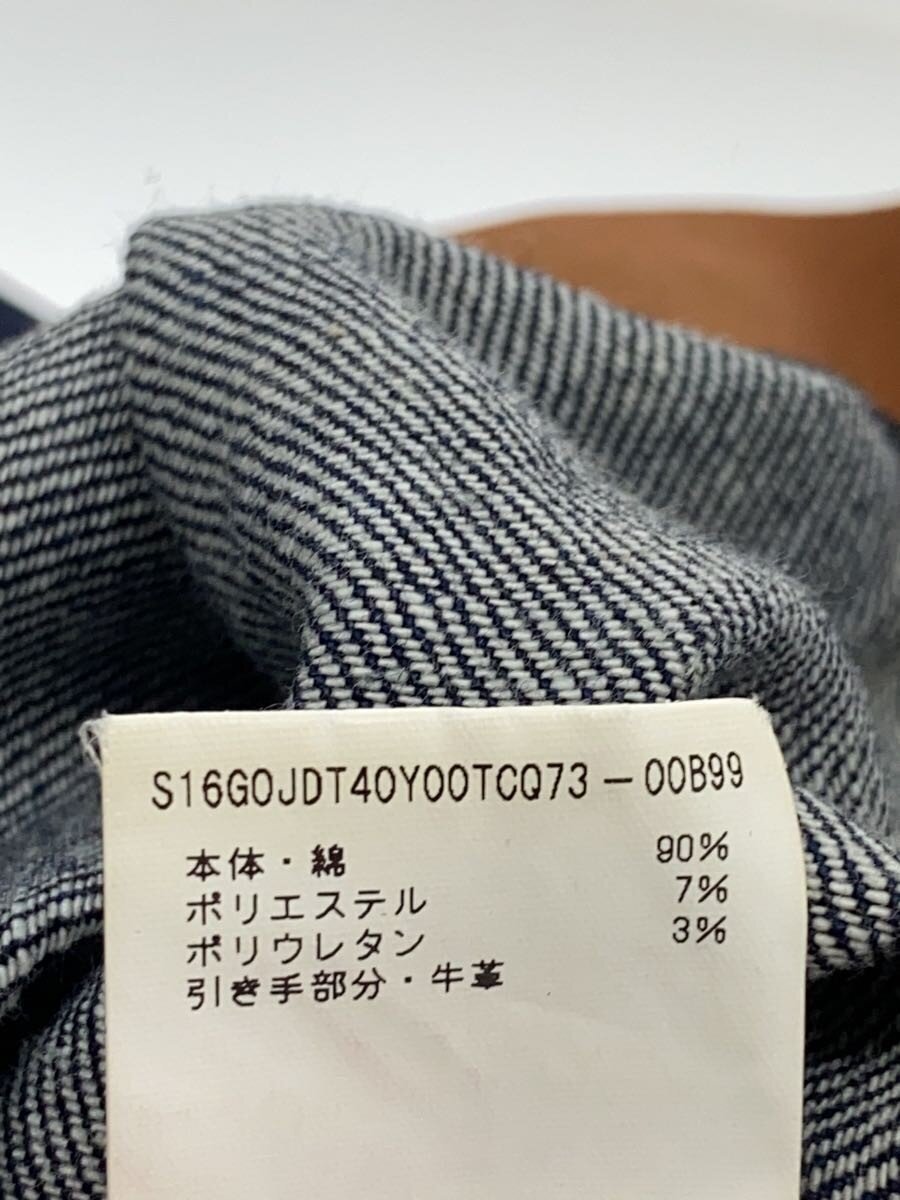 S16G0JDT40Y00TCQ73-00B99
本体・綿 90%
ポリエステル 7%
ポリウレタン 3%
引き手部分・牛革